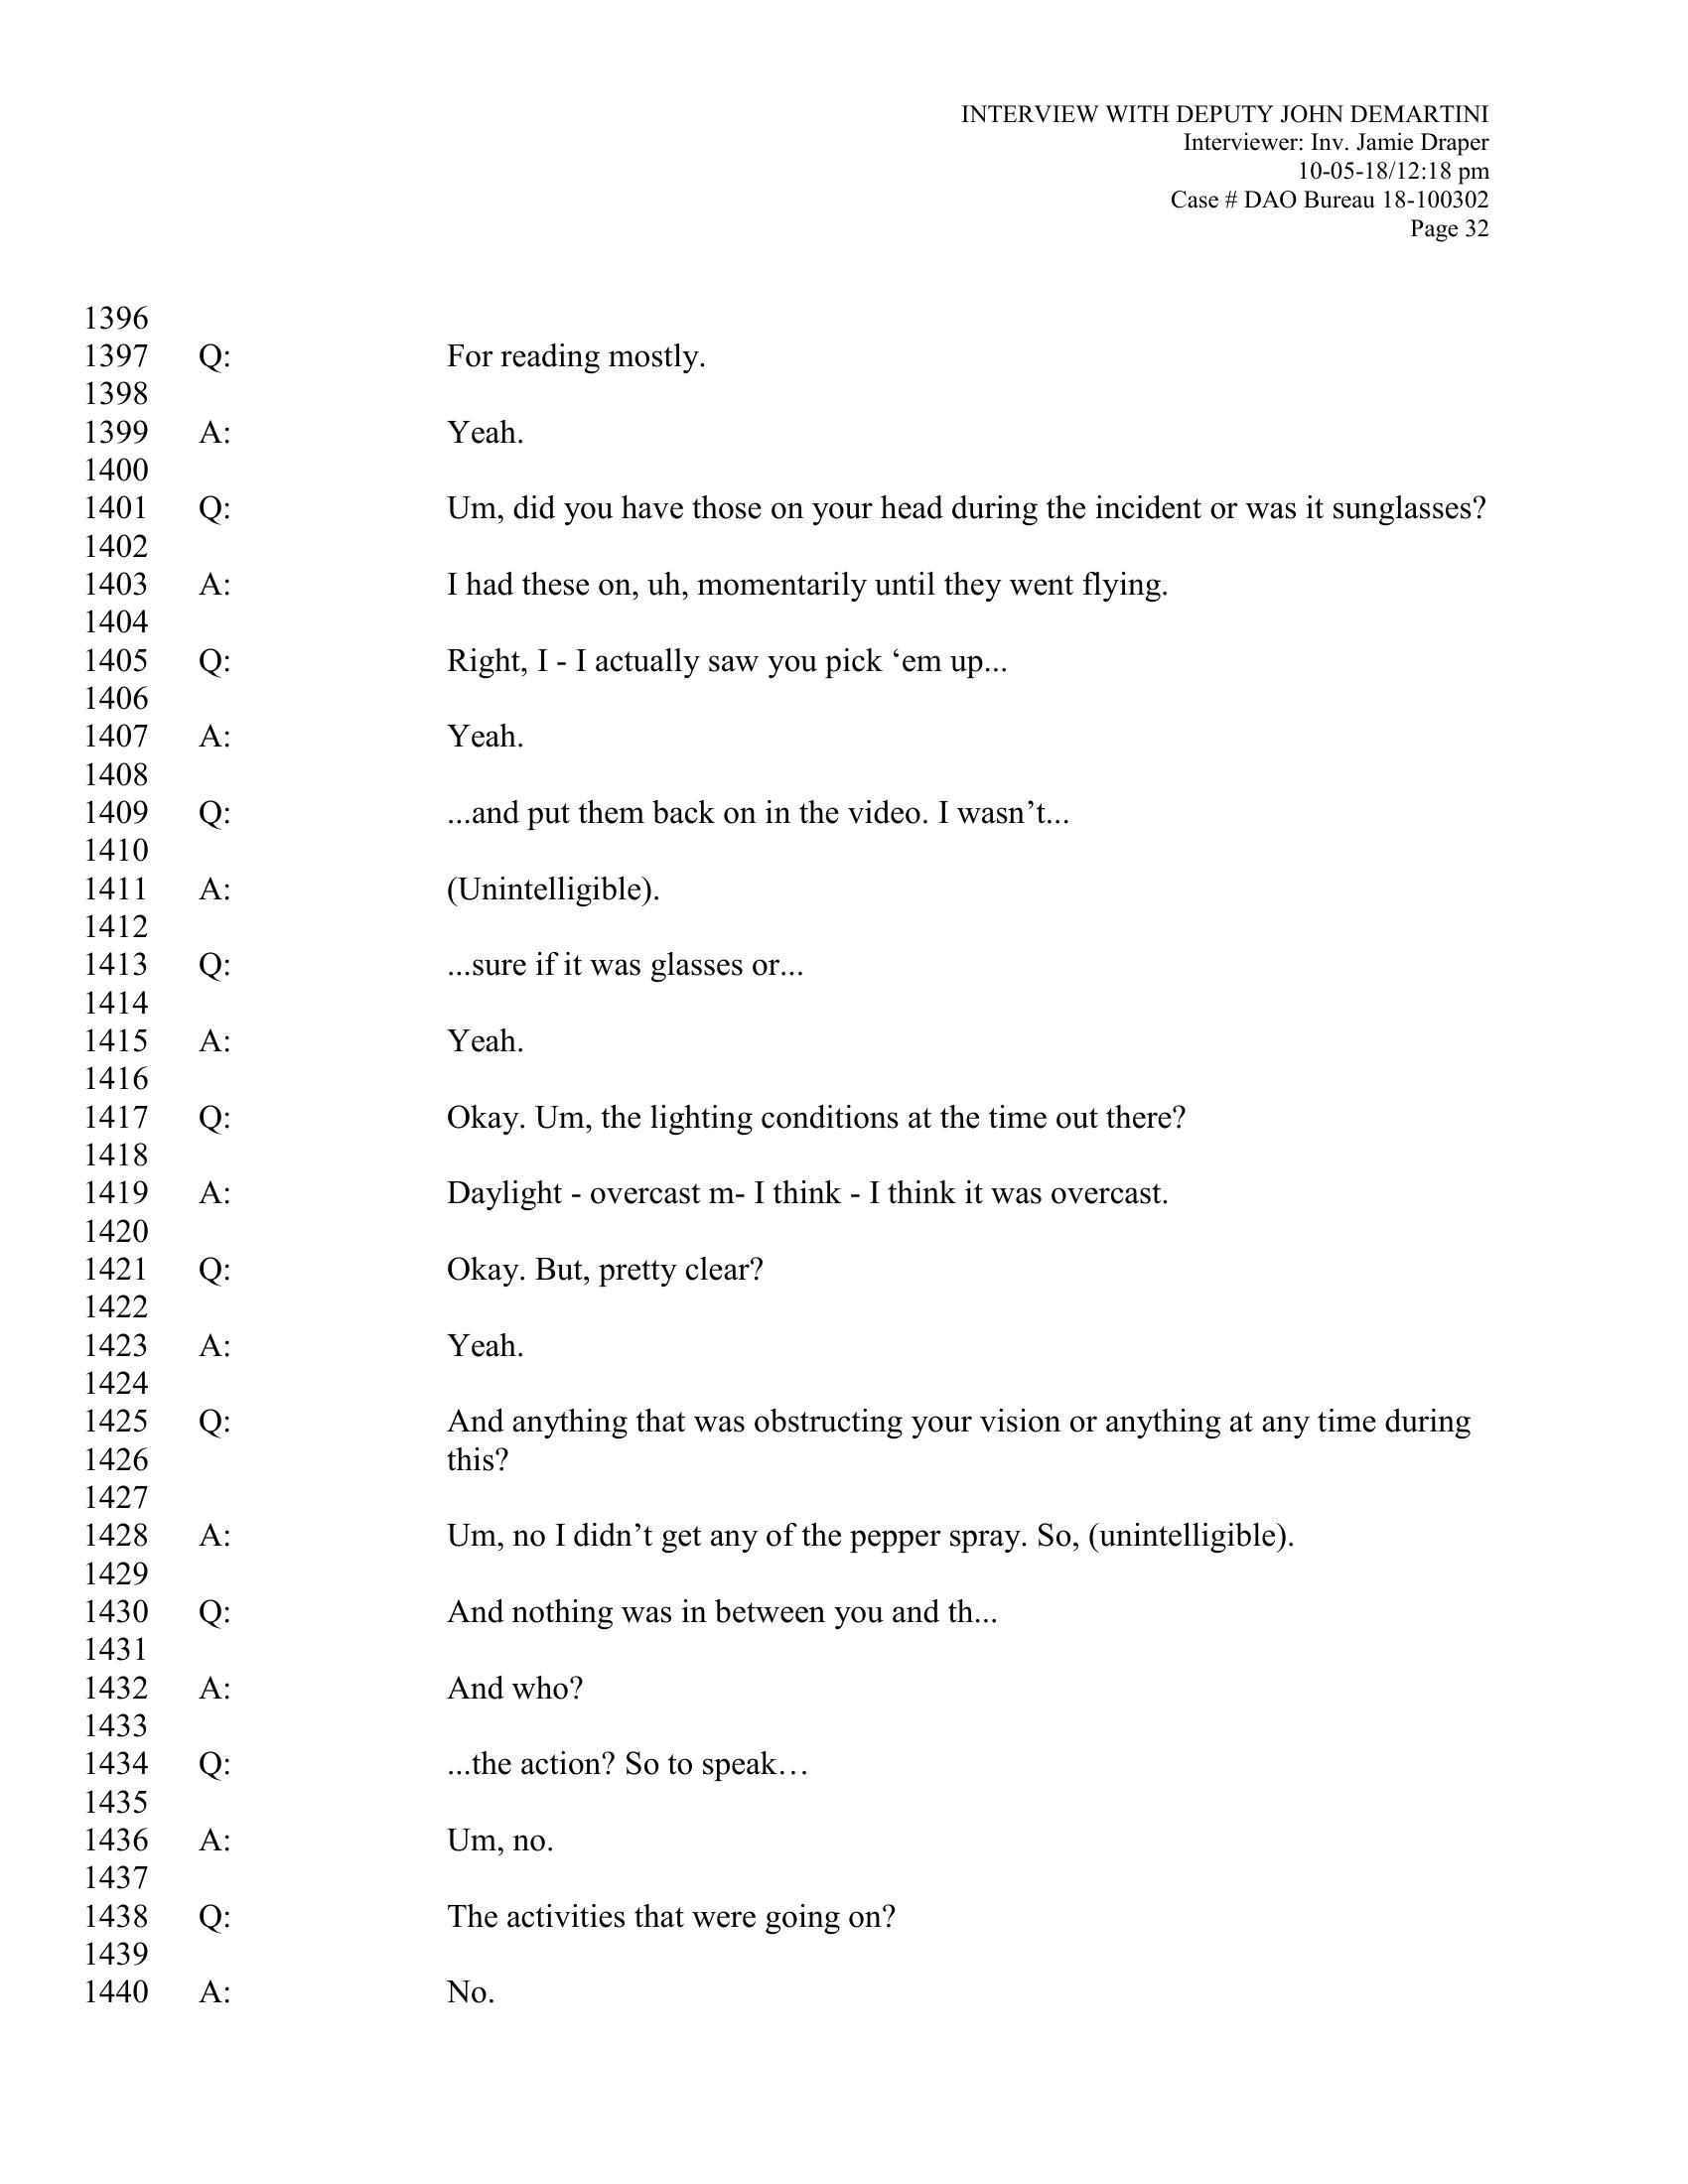 INTERVIEW WITH DEPUTY JOHN DEMARTINI
Interviewer: Inv. Jamie Draper
10-05-18/12:18 pm
Case # DAO Bureau 18-100302
Page 32
1396
1397 Q: For reading mostly.
1398
1399 A: Yeah.
1400
1401 Q: Um, did you have those on your head during the incident or was it sunglasses?
1402
1403 A: I had these on, uh, momentarily until they went flying.
1404
1405 Q: Right, I - I actually saw you pick ‘em up...
1406
1407 A: Yeah.
1408
1409 Q: ...and put them back on in the video. I wasn’t...
1410
1411 A: (Unintelligible).
1412
1413 Q: ...sure if it was glasses or...
1414
1415 A: Yeah.
1416
1417 Q: Okay. Um, the lighting conditions at the time out there?
1418
1419 A: Daylight - overcast m- I think - I think it was overcast.
1420
1421 Q: Okay. But, pretty clear?
1422
1423 A: Yeah.
1424
1425 Q: And anything that was obstructing your vision or anything at any time during
1426 this?
1427
1428 A: Um, no I didn’t get any of the pepper spray. So, (unintelligible).
1429
1430 Q: And nothing was in between you and th...
1431
1432 A: And who?
1433
1434 Q: ...the action? So to speak…
1435
1436 A: Um, no.
1437
1438 Q: The activities that were going on?
1439
1440 A: No.